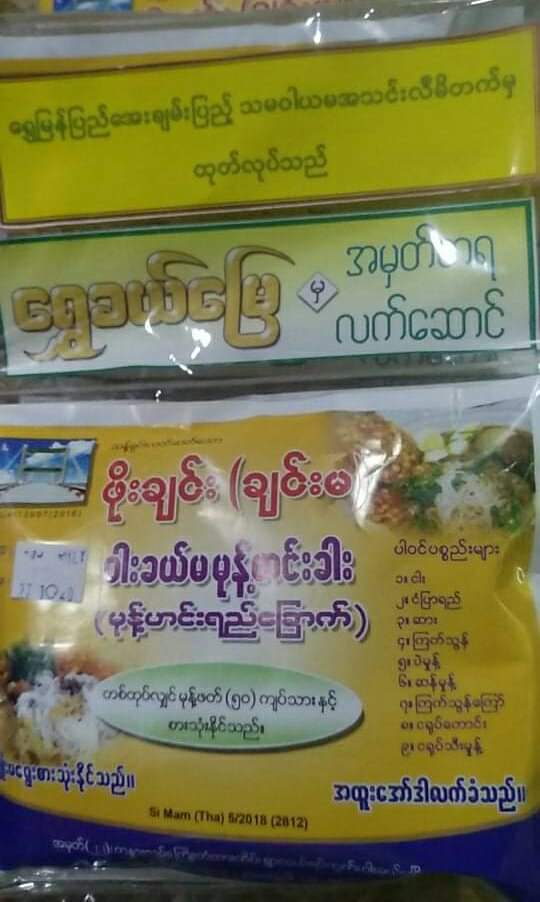 ရွှေမြန်ပြည်အေးချမ်းပြည့် သမဝါယမအသင်းလီမိတက်မှ
ထုတ်လုပ်သည်
ရွှေခယ်မြေ မှ အမှတ်တရ
လက်ဆောင်
ဖိုးချင်း (ချင်းမ)
ငါးခယ်မမုန့်ဟင်းခါး
(မုန့်ဟင်းရည်ခြောက်)
တစ်ထုပ်လျှင် မုန့်ဖတ် (၅၀) ကျပ်သား နှင့်
စားသုံးနိုင်သည်။
ပါဝင်ပစ္စည်းများ
၁။ ငါး
၂။ ငံပြာရည်
၃။ ဆား
၄။ ကြက်သွန်
၅။ ပဲမှုန့်
၆။ ဆန်မှုန့်
၇။ ကြက်သွန်ကြော်
၈။ ငရုပ်ကောင်း
၉။ ငရုပ်သီးမှုန့်
စားသုံးနိုင်သည်။
အထူးအော်ဒါလက်ခံသည်။
Si Mam (Tha) 5/2018 (2812)